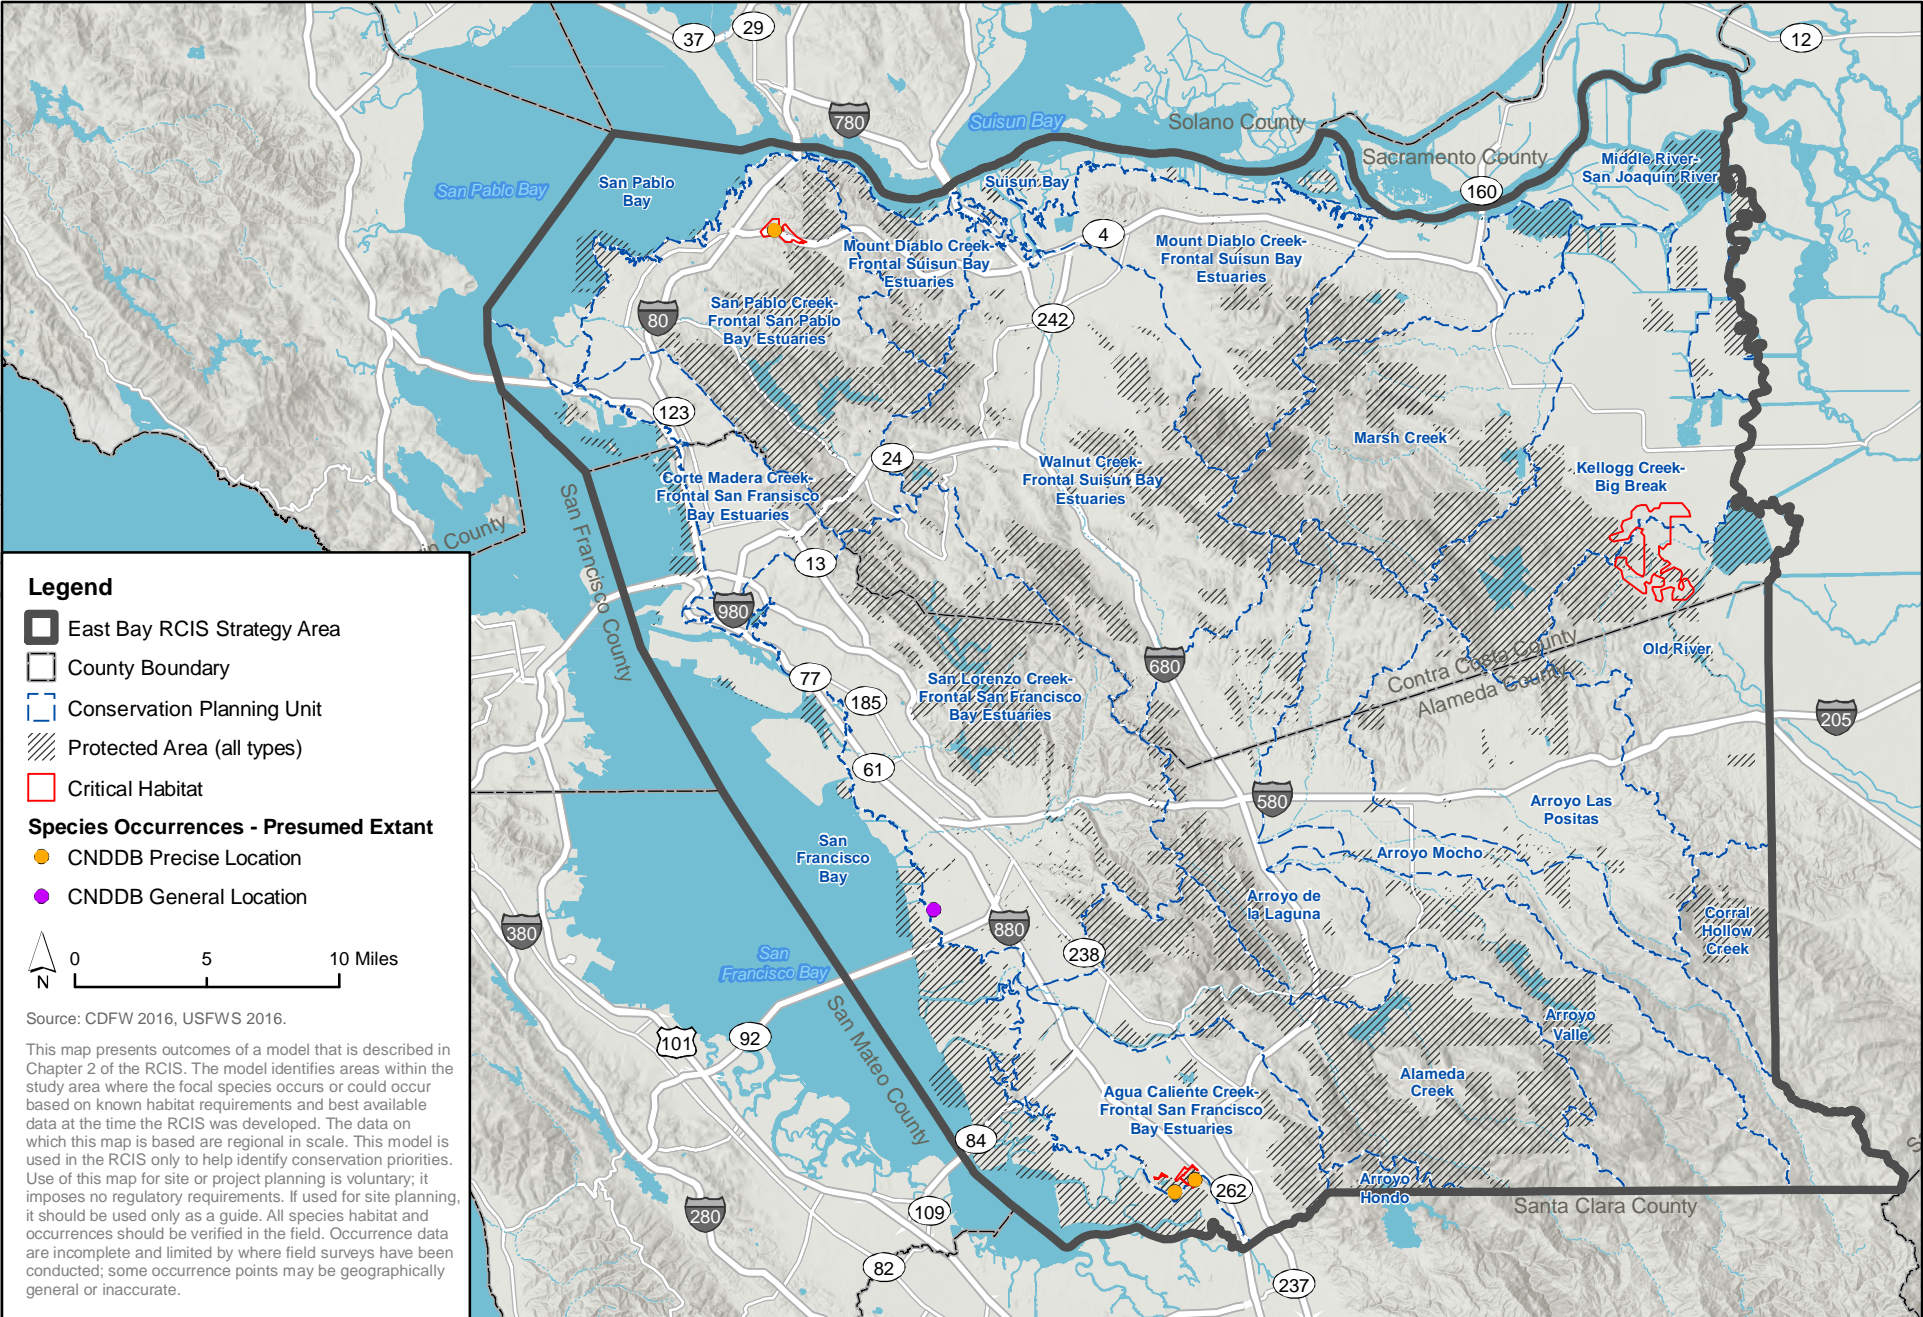 37
29
12
780
Suisun Bay
Solano County
Sacramento County
Middle River-
San Joaquin River
San Pablo Bay
San Pablo
Bay
Suisun Bay
160
4
Mount Diablo Creek-
Frontal Suisun Bay
Estuaries
Mount Diablo Creek-
Frontal Suisun Bay
Estuaries
San Pablo Creek-
Frontal San Pablo
Bay Estuaries
80
242
123
24
Marsh Creek
Walnut Creek-
Frontal Suisun Bay
Estuaries
Kellogg Creek-
Big Break
Corte Madera Creek-
Frontal San Fransisco
Bay Estuaries
San Francisco County
in County
13
980
680
Contra Costa County
Alameda County
Old River
77
185
San Lorenzo Creek-
Frontal San Francisco
Bay Estuaries
205
61
580
Arroyo Las
Positas
San
Francisco
Bay
Arroyo Mocho
Arroyo de
la Laguna
Corral
Hollow
Creek
380
880
238
San
Francisco Bay
San Mateo County
101
92
Arroyo
Valle
Alameda
Creek
Agua Caliente Creek-
Frontal San Francisco
Bay Estuaries
84
262
Arroyo
Hondo
Santa Clara County
280
109
82
237
Legend
East Bay RCIS Strategy Area
County Boundary
Conservation Planning Unit
Protected Area (all types)
Critical Habitat
Species Occurrences - Presumed Extant
CNDDB Precise Location
CNDDB General Location
N
0 5 10 Miles
Source: CDFW 2016, USFWS 2016.
This map presents outcomes of a model that is described in
Chapter 2 of the RCIS. The model identifies areas within the
study area where the focal species occurs or could occur
based on known habitat requirements and best available
data at the time the RCIS was developed. The data on
which this map is based are regional in scale. This model is
used in the RCIS only to help identify conservation priorities.
Use of this map for site or project planning is voluntary; it
imposes no regulatory requirements. If used for site planning,
it should be used only as a guide. All species habitat and
occurrences should be verified in the field. Occurrence data
are incomplete and limited by where field surveys have been
conducted; some occurrence points may be geographically
general or inaccurate.